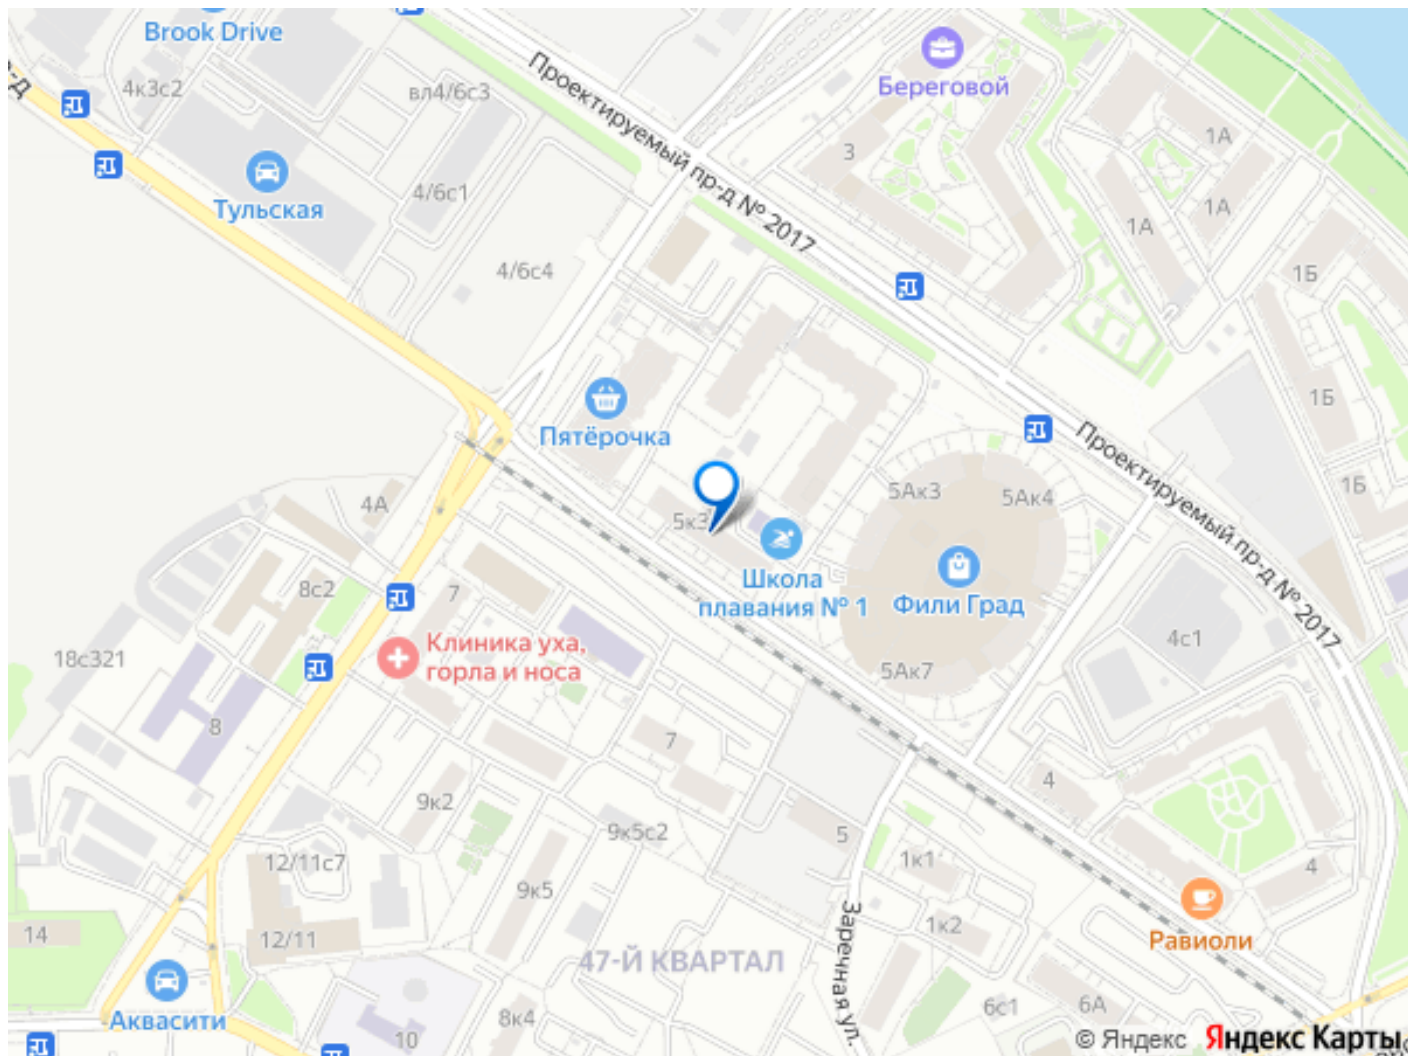 Brook Drive
р-д
4к3с2
вл4/6с3
Проектируемый пр-д № 2017
Береговой
3
1А
1А
1А
4/6с1
Тульская
4/6с4
1Б
1Б
1Б
Пятёрочка
5к3
5Ак3
5Ак4
Проектируемый пр-д № 2017
4А
Школа
плавания № 1
Фили Град
8с2
7
Клиника уха,
горла и носа
18с321
4с1
5Ак7
8
7
4
9к2
9к5с2
5
1к1
4
12/11с7
9к5
1к2
Заречная ул.
14
12/11
47-Й КВАРТАЛ
Равиоли
Аквасити
8к4
10
6с1
6А
© Яндекс Яндекс Карты